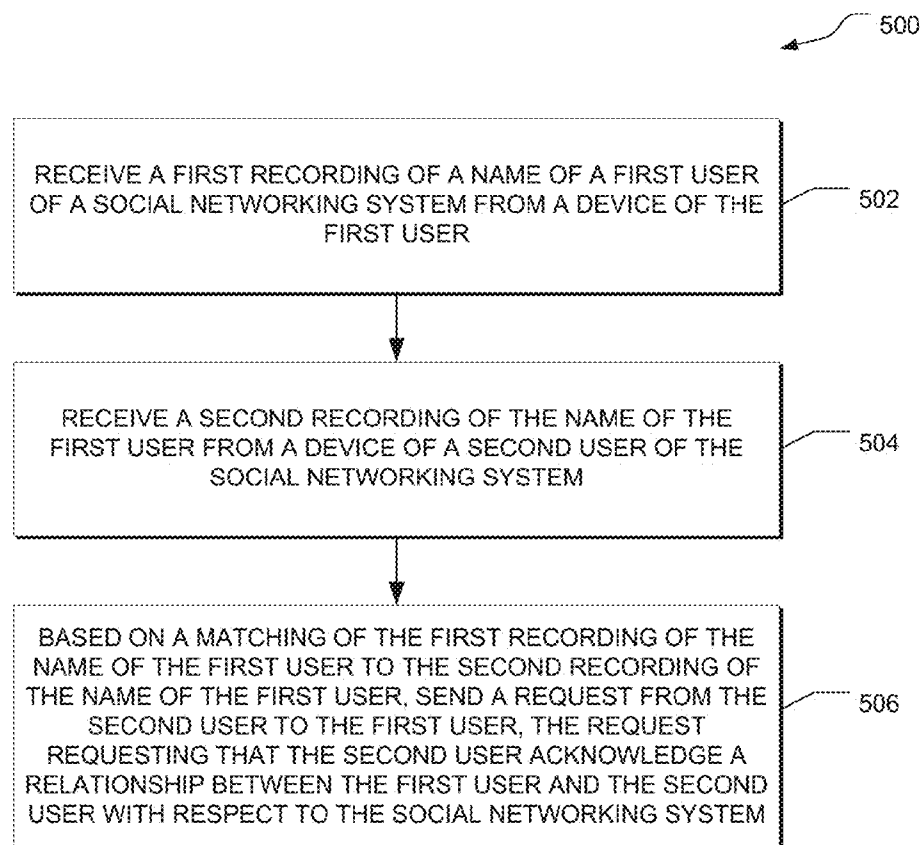 500
RECEIVE A FIRST RECORDING OF A NAME OF A FIRST USER
OF A SOCIAL NETWORKING SYSTEM FROM A DEVICE OF THE
FIRST USER
502
RECEIVE A SECOND RECORDING OF THE NAME OF THE
FIRST USER FROM A DEVICE OF A SECOND USER OF THE
SOCIAL NETWORKING SYSTEM
504
BASED ON A MATCHING OF THE FIRST RECORDING OF THE
NAME OF THE FIRST USER TO THE SECOND RECORDING OF
THE NAME OF THE FIRST USER, SEND A REQUEST FROM THE
SECOND USER TO THE FIRST USER, THE REQUEST
REQUESTING THAT THE SECOND USER ACKNOWLEDGE A
RELATIONSHIP BETWEEN THE FIRST USER AND THE SECOND
USER WITH RESPECT TO THE SOCIAL NETWORKING SYSTEM
506